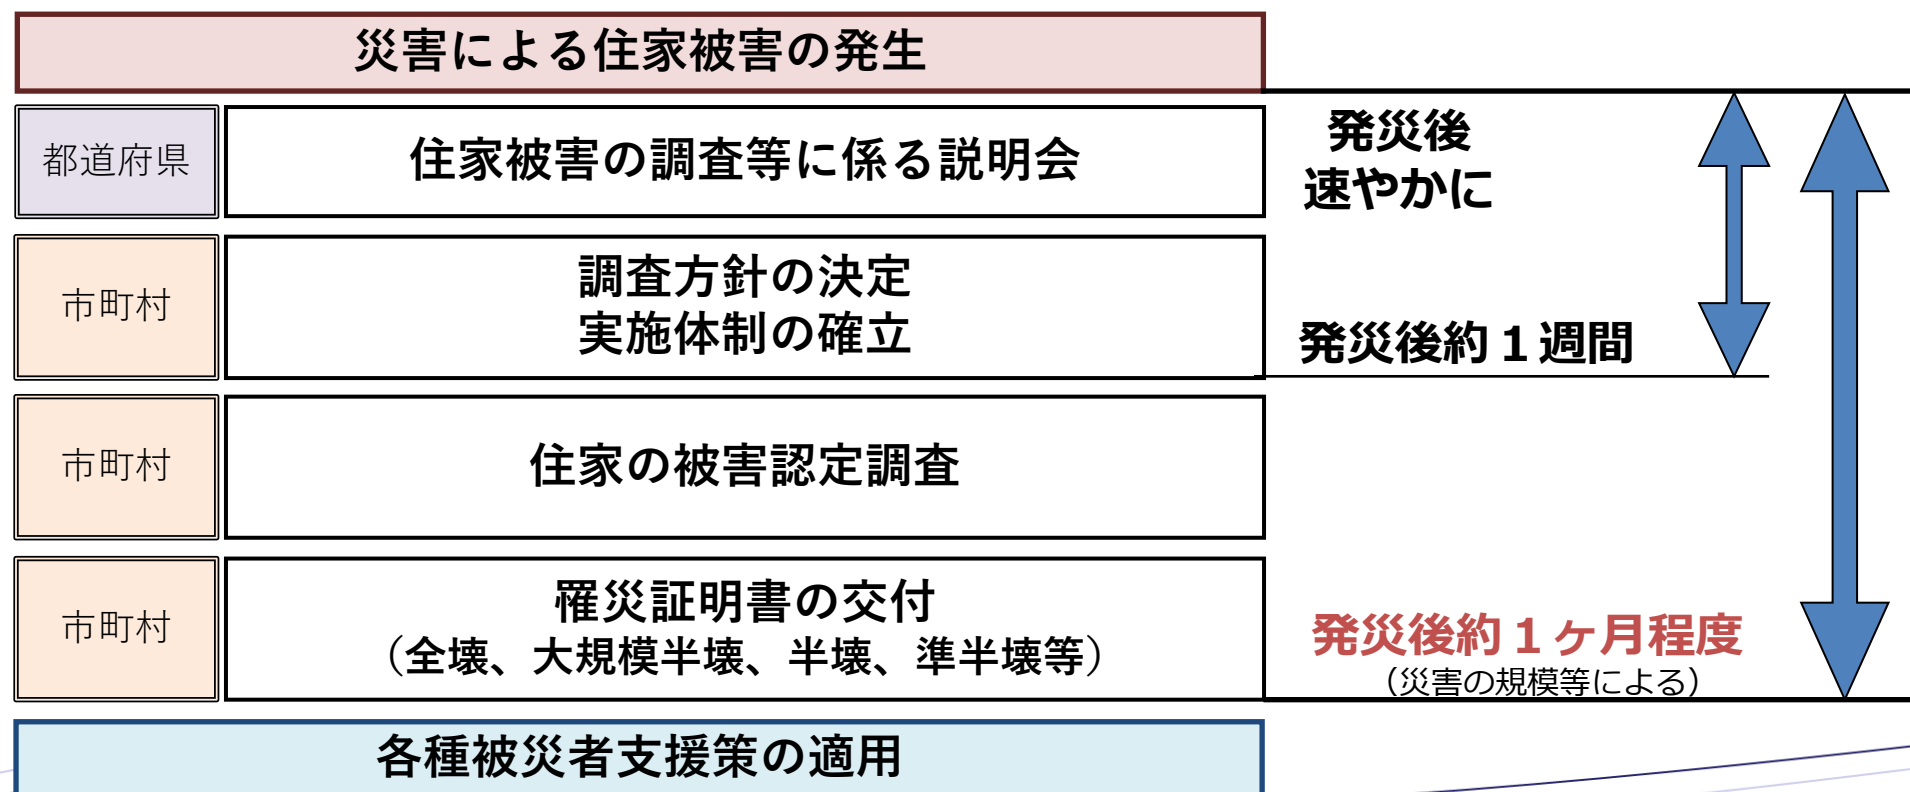 災害による住家被害の発生
都道府県
住家被害の調査等に係る説明会
発災後
速やかに
市町村
調査方針の決定
実施体制の確立
発災後約１週間
市町村
住家の被害認定調査
市町村
罹災証明書の交付
（全壊、大規模半壊、半壊、準半壊等）
発災後約１ヶ月程度
（災害の規模等による）
各種被災者支援策の適用